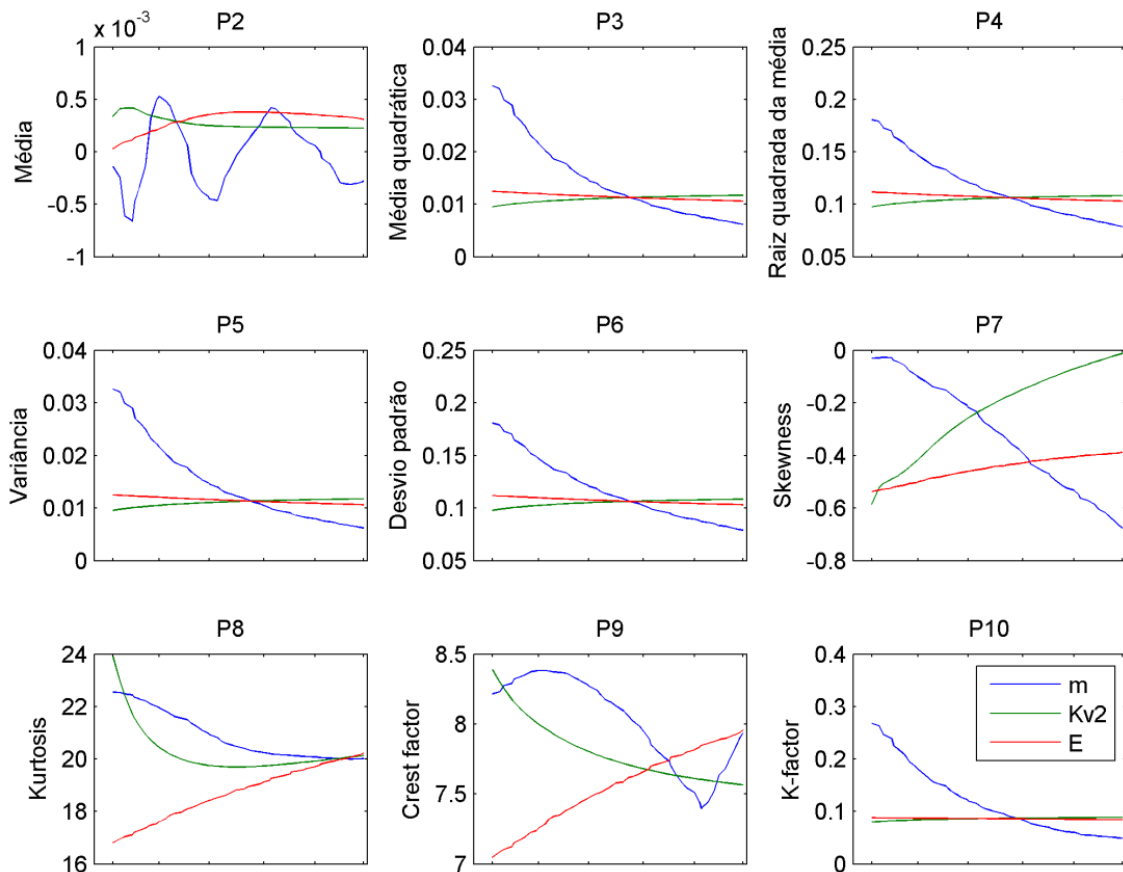 x 10⁻³
P2
1
0.5
0
-0.5
-1
Média
P3
0.04
0.03
0.02
0.01
0
Média quadrática
P4
0.25
0.2
0.15
0.1
0.05
Raiz quadrada da média
P5
0.04
0.03
0.02
0.01
0
Variância
P6
0.25
0.2
0.15
0.1
0.05
Desvio padrão
P7
0
-0.2
-0.4
-0.6
-0.8
Skewness
P8
24
22
20
18
16
Kurtosis
P9
8.5
8
7.5
7
Crest factor
P10
0.4
0.3
0.2
0.1
0
K-factor
m
Kv2
E